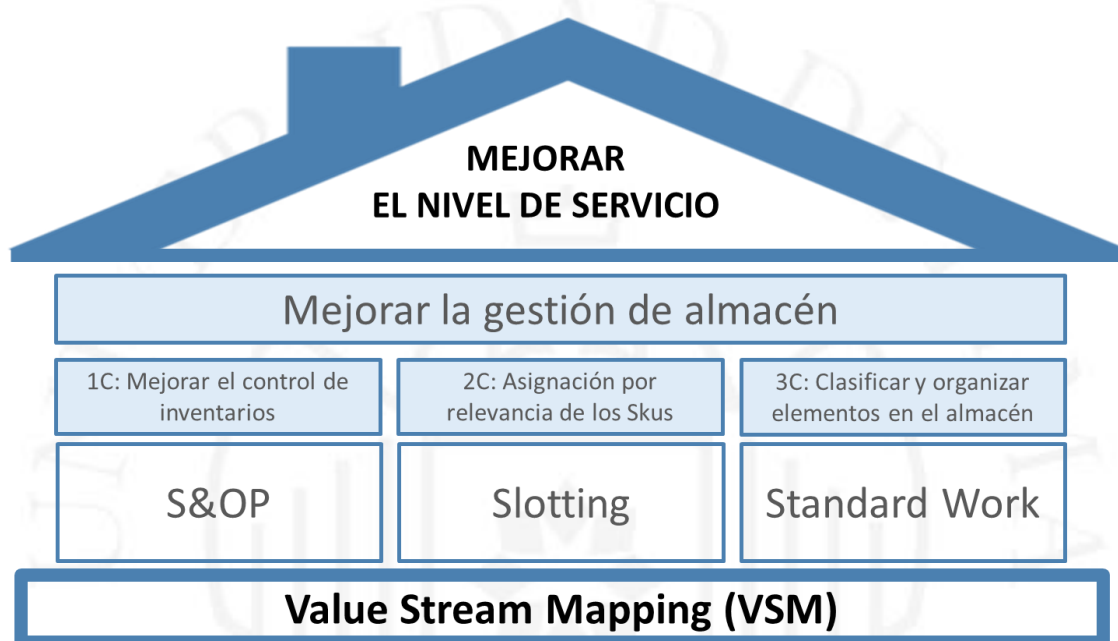 MEJORAR
EL NIVEL DE SERVICIO
Mejorar la gestión de almacén
1C: Mejorar el control de
inventarios
2C: Asignación por
relevancia de los Skus
3C: Clasificar y organizar
elementos en el almacén
S&OP
Slotting
Standard Work
Value Stream Mapping (VSM)